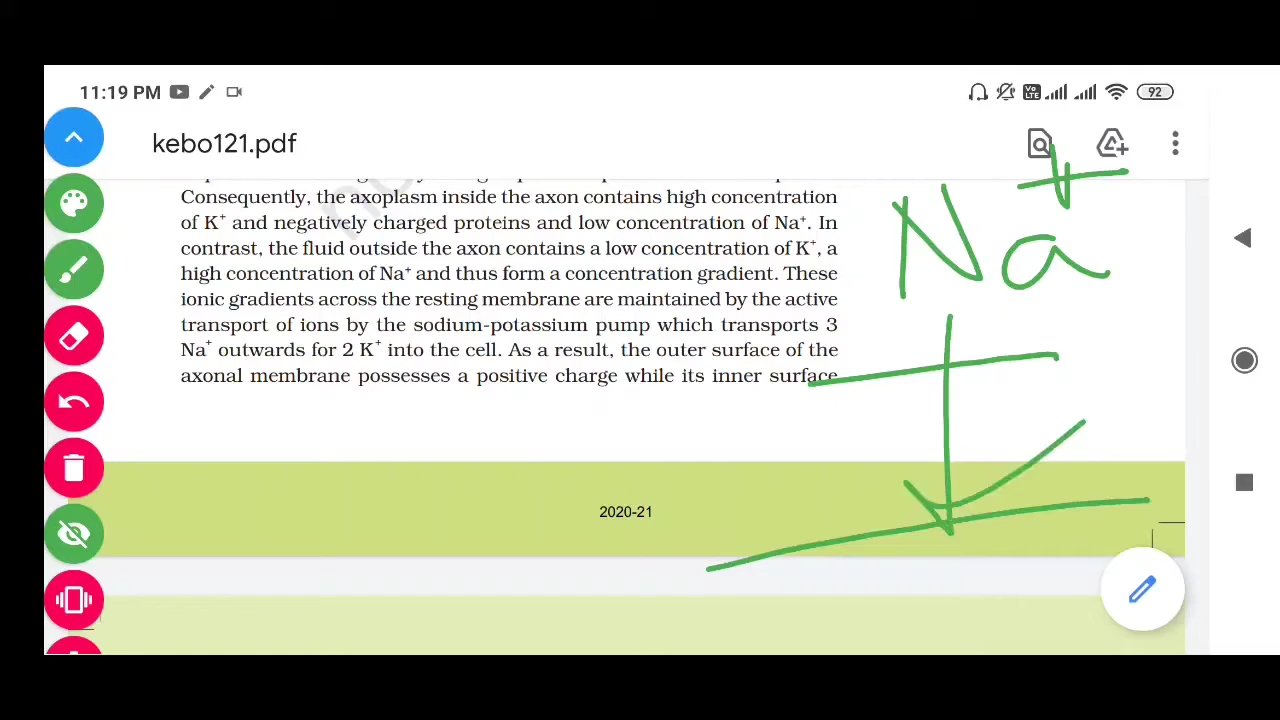 11:19 PM
Vo LTE
92
kebo121.pdf
Consequently, the axoplasm inside the axon contains high concentration
of K⁺ and negatively charged proteins and low concentration of Na⁺. In
contrast, the fluid outside the axon contains a low concentration of K⁺, a
high concentration of Na⁺ and thus form a concentration gradient. These
ionic gradients across the resting membrane are maintained by the active
transport of ions by the sodium-potassium pump which transports 3
Na⁺ outwards for 2 K⁺ into the cell. As a result, the outer surface of the
axonal membrane possesses a positive charge while its inner surface
Na⁺
2020-21